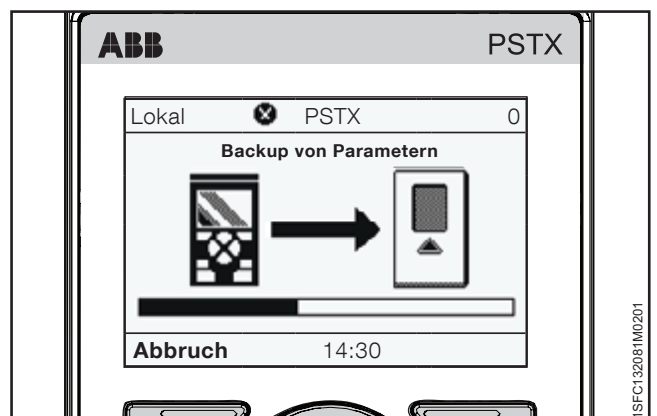 ABB PSTX
Lokal PSTX 0
Backup von Parametern
Abbruch 14:30
1SFC132081M0201